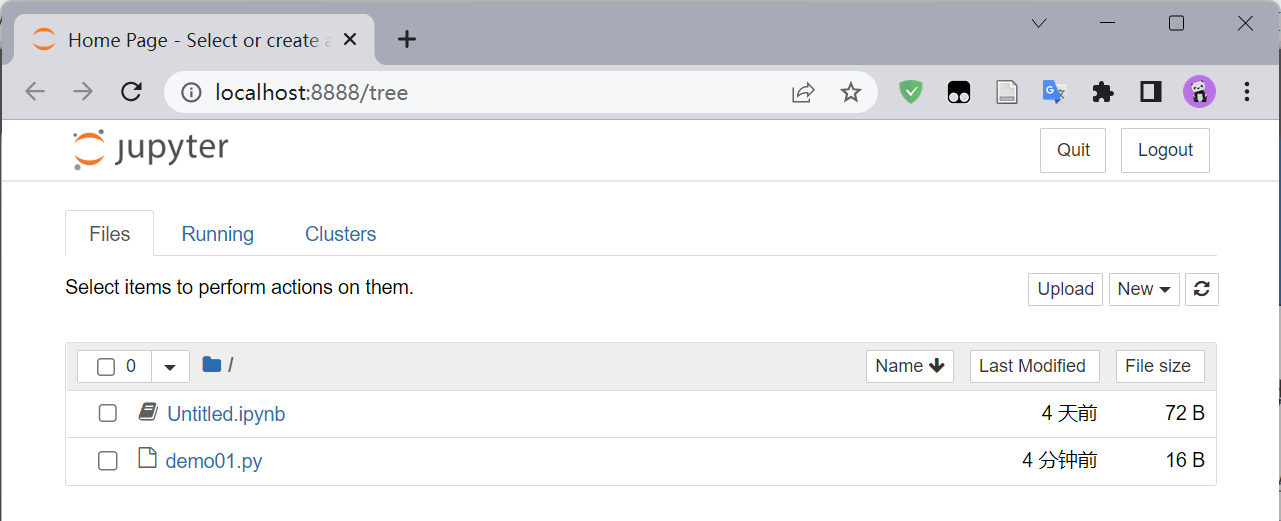 Home Page - Select or create a
localhost:8888/tree
jupyter
Quit
Logout
Files
Running
Clusters
Select items to perform actions on them.
Upload
New
0
/
Name
Last Modified
File size
Untitled.ipynb
4 天前
72 B
demo01.py
4 分钟前
16 B